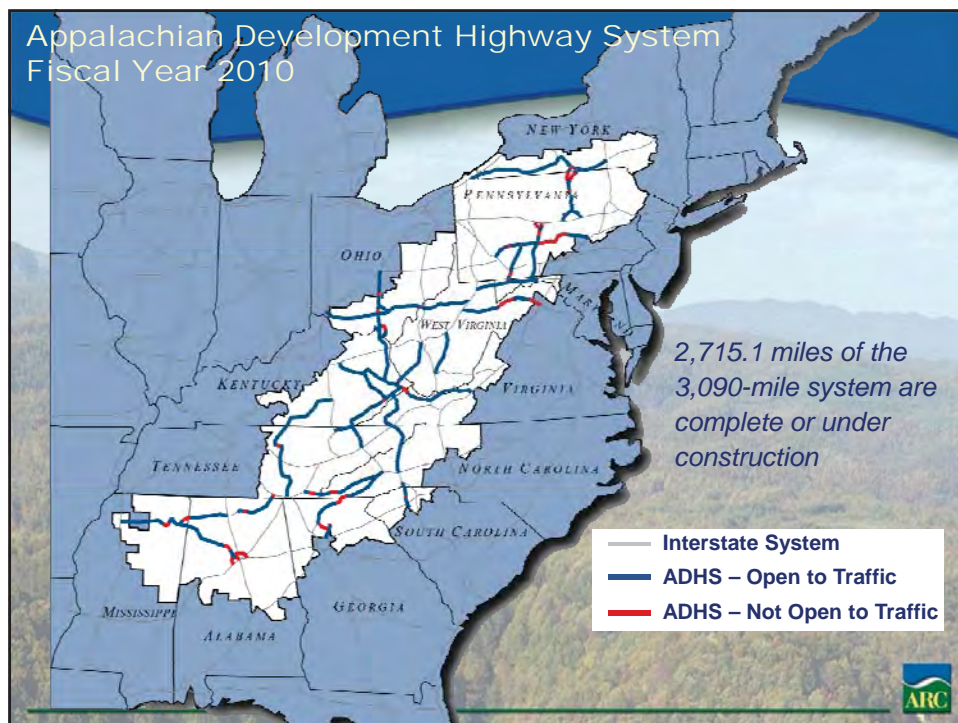 Appalachian Development Highway System
Fiscal Year 2010
NEW YORK
PENNSYLVANIA
OHIO
MARYLAND
WEST VIRGINIA
KENTUCKY
VIRGINIA
2,715.1 miles of the
3,090-mile system are
complete or under
construction
TENNESSEE
NORTH CAROLINA
SOUTH CAROLINA
MISSISSIPPI
ALABAMA
GEORGIA
Interstate System
ADHS – Open to Traffic
ADHS – Not Open to Traffic
ARC